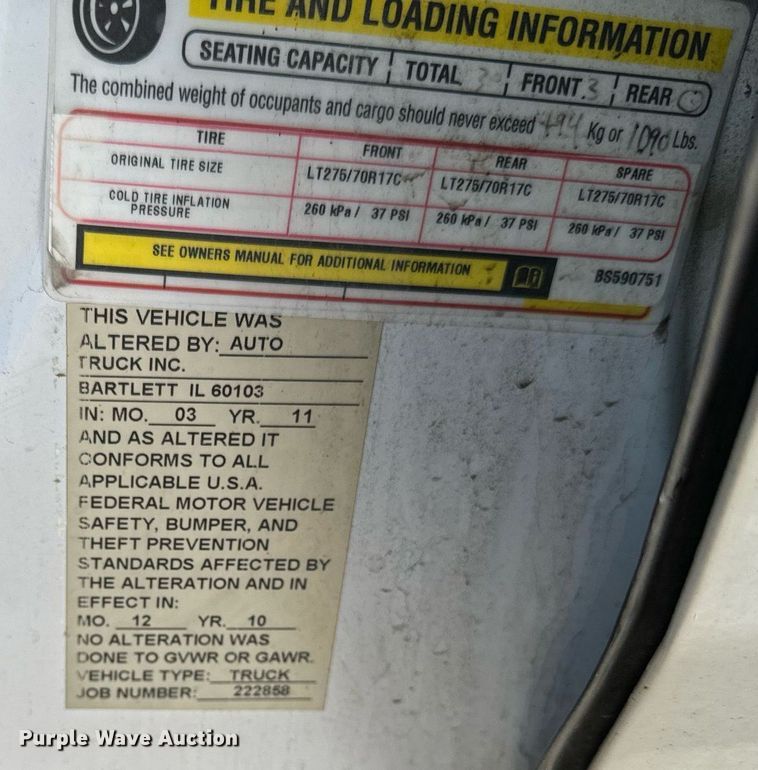 TIRE AND LOADING INFORMATION
SEATING CAPACITY TOTAL 3 FRONT 3 REAR 0
The combined weight of occupants and cargo should never exceed 494 Kg or 1090 Lbs.
TIRE FRONT REAR SPARE
ORIGINAL TIRE SIZE LT275/70R17C LT275/70R17C LT275/70R17C
COLD TIRE INFLATION PRESSURE 260 kPa / 37 PSI 260 kPa / 37 PSI 260 kPa / 37 PSI
SEE OWNERS MANUAL FOR ADDITIONAL INFORMATION
BS590751
THIS VEHICLE WAS
ALTERED BY: AUTO
TRUCK INC.
BARTLETT IL 60103
IN: MO. 03 YR. 11
AND AS ALTERED IT
CONFORMS TO ALL
APPLICABLE U.S.A.
FEDERAL MOTOR VEHICLE
SAFETY, BUMPER, AND
THEFT PREVENTION
STANDARDS AFFECTED BY
THE ALTERATION AND IN
EFFECT IN:
MO. 12 YR. 10
NO ALTERATION WAS
DONE TO GVWR OR GAWR.
VEHICLE TYPE: TRUCK
JOB NUMBER: 222858
Purple Wave Auction